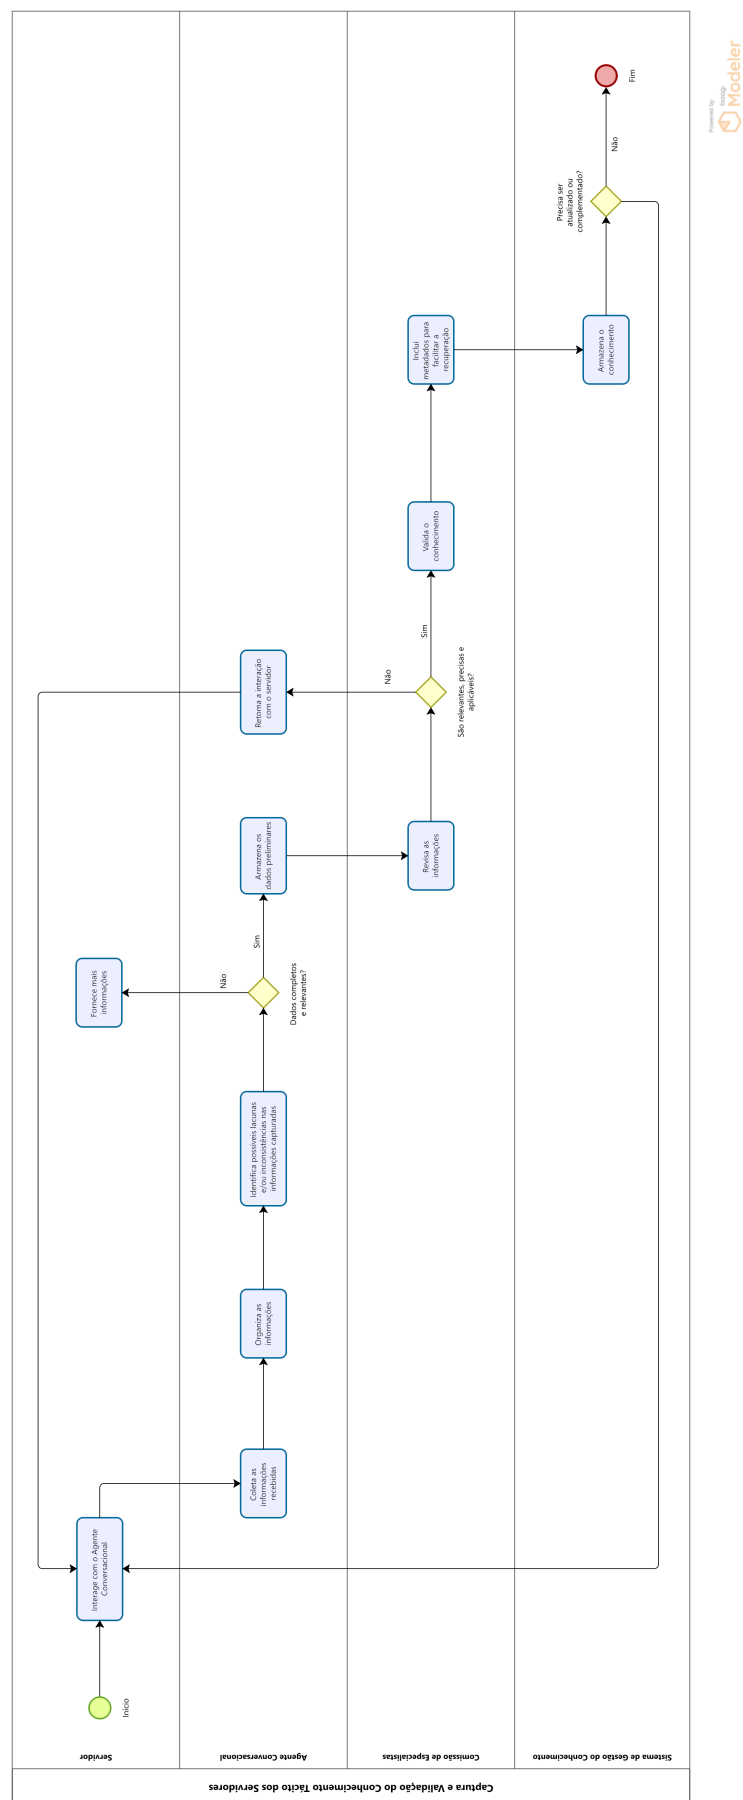 Captura e Validação do Conhecimento Tácito dos Servidores
Servidor
Agente Conversacional
Comissão de Especialistas
Sistema de Gestão do Conhecimento
Início
Interage com o Agente
Conversacional
Coleta as
informações
recebidas
Organiza as
informações
Identifica possíveis lacunas
e/ou inconsistências nas
informações capturadas
Dados completos
e relevantes?
Não
Fornece mais
informações
Sim
Armazena os
dados preliminares
Revisa as
informações
São relevantes, precisas e
aplicáveis?
Não
Retorna a interação
com o servidor
Sim
Valida o
conhecimento
Inclui
metadados para
facilitar a
recuperação
Armazena o
conhecimento
Precisa ser
atualizado ou
complementado?
Não
Fim
Powered by
bizagi
Modeler